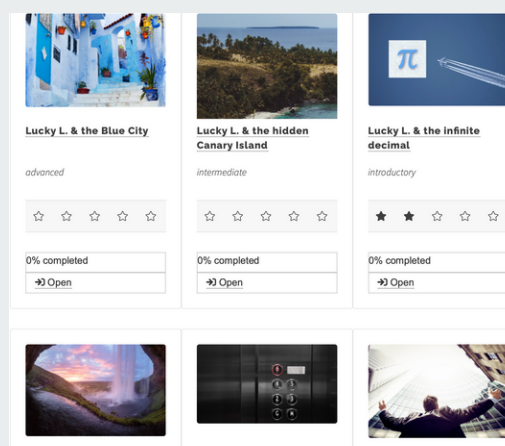 π
Lucky L. & the Blue City
Lucky L. & the hidden
Canary Island
Lucky L. & the infinite
decimal
advanced
intermediate
introductory
0% completed
0% completed
0% completed
Open
Open
Open